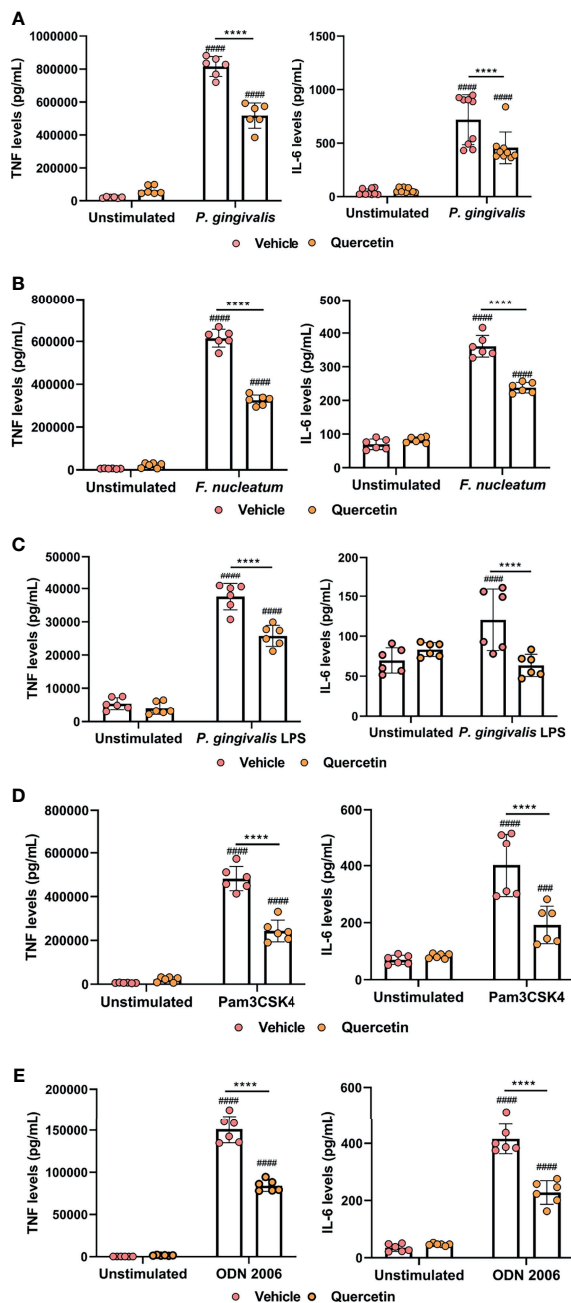 A
TNF levels (pg/mL)
1000000
800000
600000
400000
200000
0
####
****
####
Unstimulated
P. gingivalis
IL-6 levels (pg/mL)
1500
1000
500
0
####
****
####
Unstimulated
P. gingivalis
Vehicle
Quercetin
B
TNF levels (pg/mL)
800000
600000
400000
200000
0
####
****
####
Unstimulated
F. nucleatum
IL-6 levels (pg/mL)
500
400
300
200
100
0
####
****
####
Unstimulated
F. nucleatum
Vehicle
Quercetin
C
TNF levels (pg/mL)
50000
40000
30000
20000
10000
0
####
****
####
Unstimulated
P. gingivalis LPS
IL-6 levels (pg/mL)
200
150
100
50
0
####
****
Unstimulated
P. gingivalis LPS
Vehicle
Quercetin
D
TNF levels (pg/mL)
800000
600000
400000
200000
0
####
****
####
Unstimulated
Pam3CSK4
IL-6 levels (pg/mL)
600
400
200
0
####
****
###
Unstimulated
Pam3CSK4
Vehicle
Quercetin
E
TNF levels (pg/mL)
200000
150000
100000
50000
0
####
****
####
Unstimulated
ODN 2006
IL-6 levels (pg/mL)
600
400
200
0
####
****
####
Unstimulated
ODN 2006
Vehicle
Quercetin